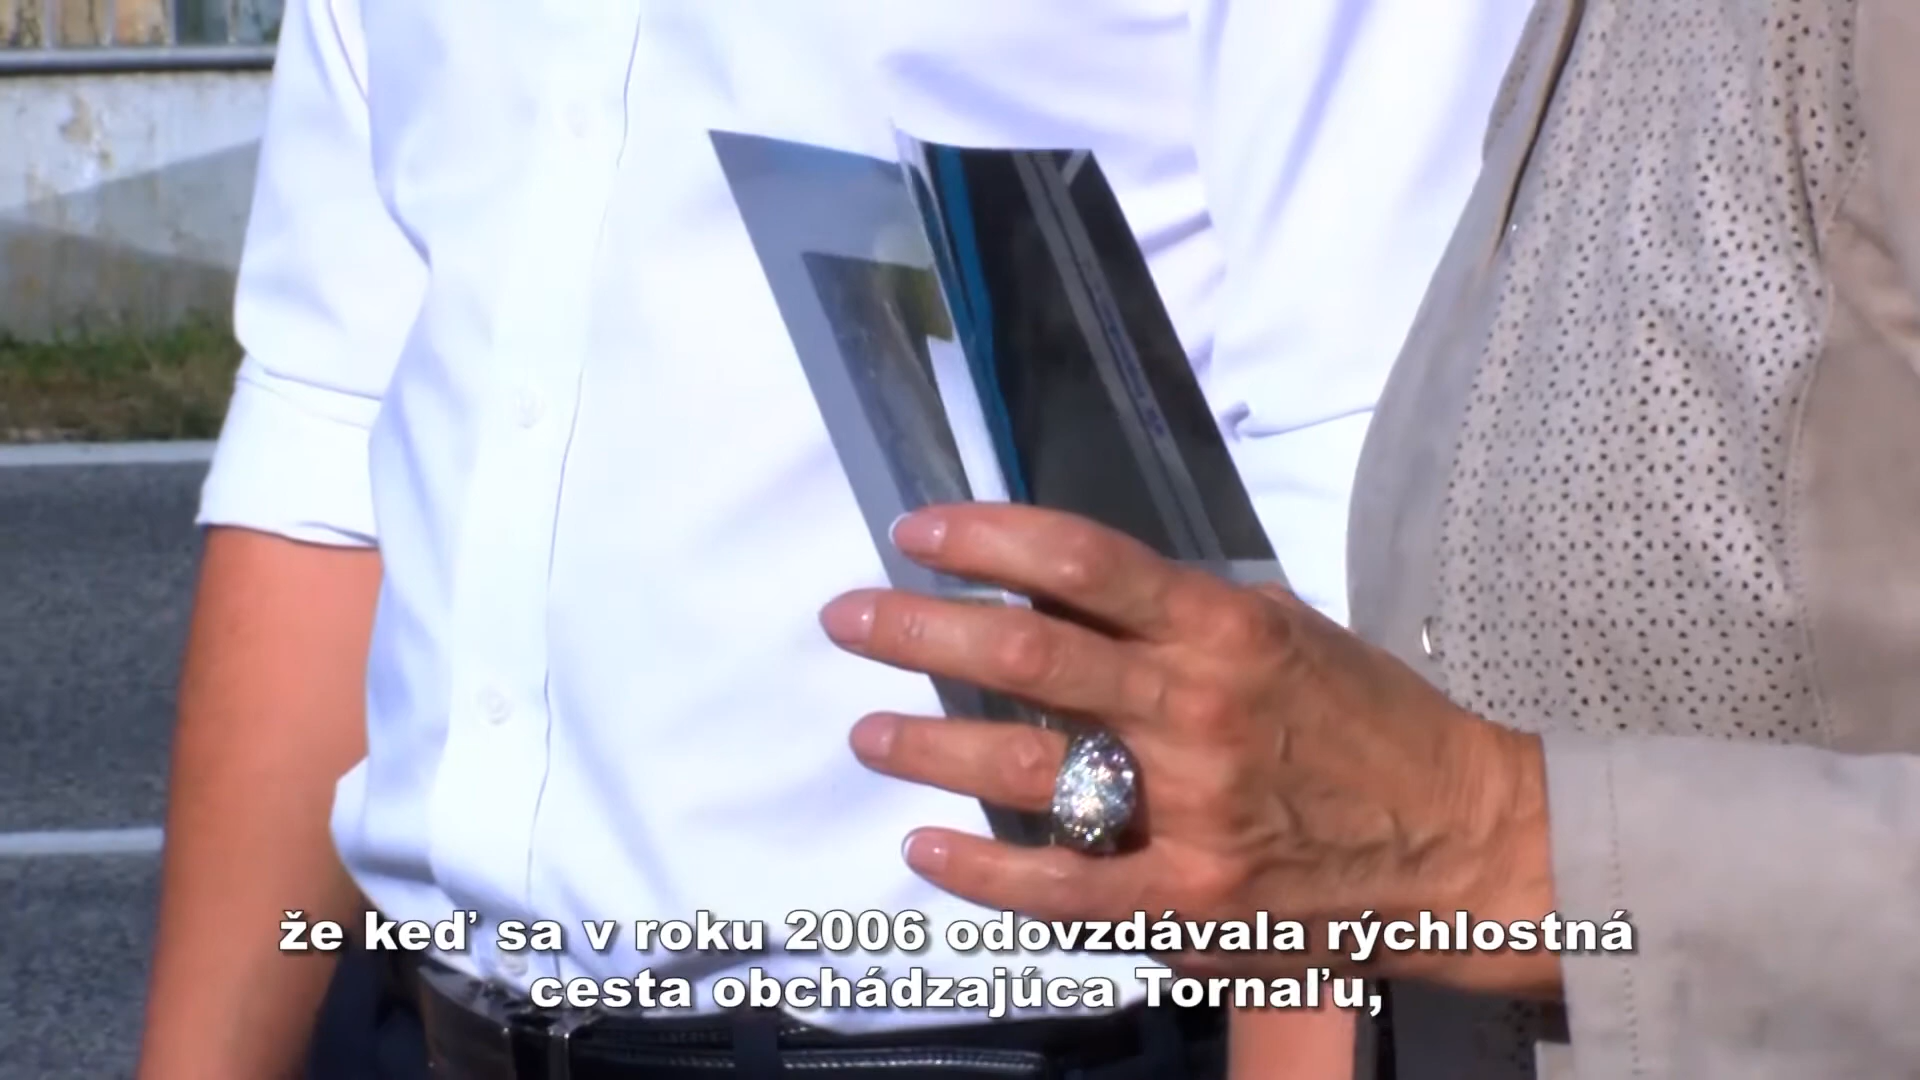 že keď sa v roku 2006 odovzdávala rýchlostná
cesta obchádzajúca Tornaľu,